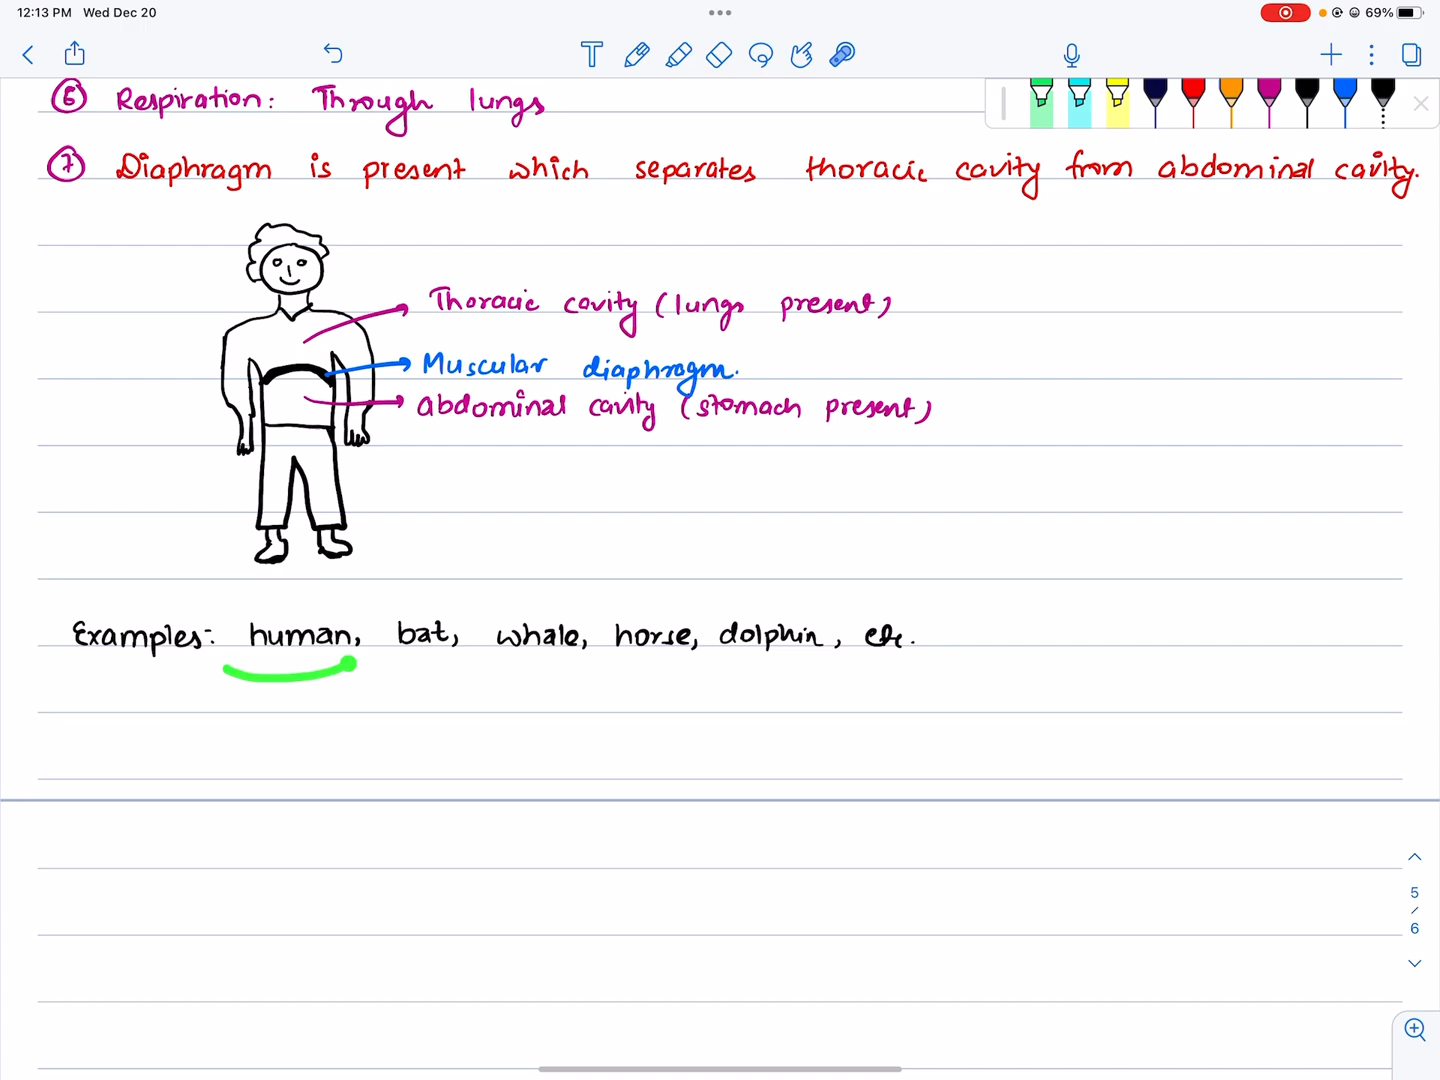 12:13 PM Wed Dec 20
69%
6 Respiration: Through lungs
7 Diaphragm is present which separates thoracic cavity from abdominal cavity.
Thoracic cavity (lungs present)
Muscular diaphragm.
abdominal cavity (stomach present)
Examples: human, bat, whale, horse, dolphin, etc.
5
/
6